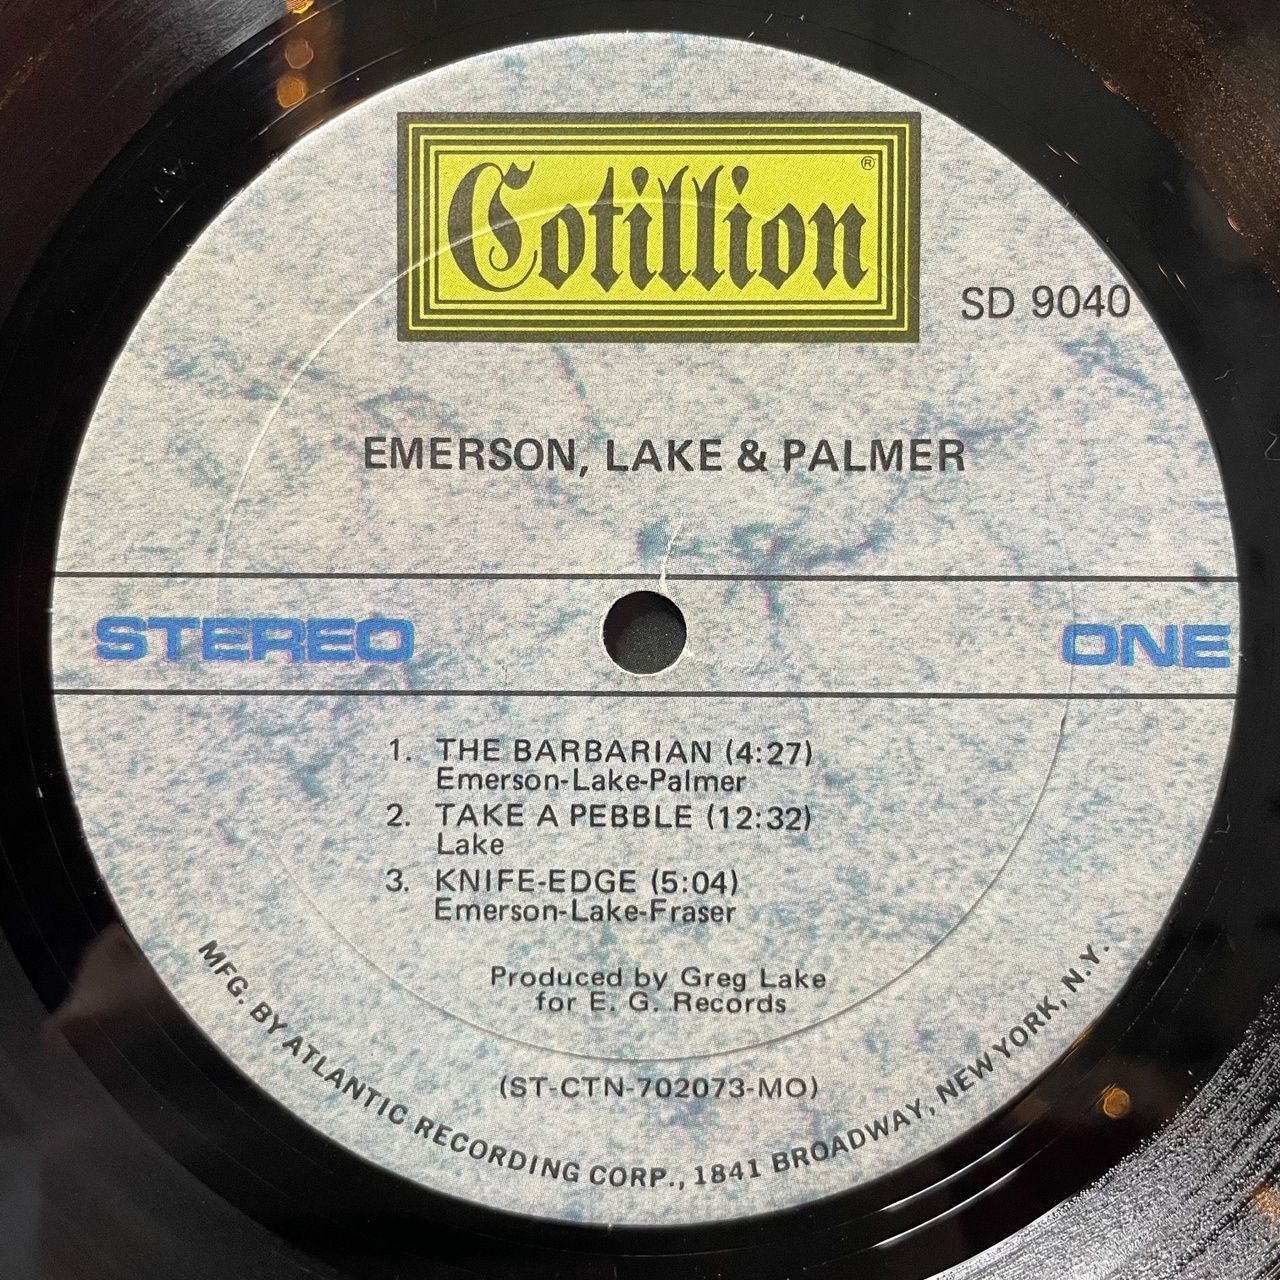 Cotillion®
SD 9040
EMERSON, LAKE & PALMER
STEREO
ONE
1. THE BARBARIAN (4:27)
Emerson-Lake-Palmer
2. TAKE A PEBBLE (12:32)
Lake
3. KNIFE-EDGE (5:04)
Emerson-Lake-Fraser
Produced by Greg Lake
for E. G. Records
(ST-CTN-702073-MO)
MFG. BY ATLANTIC RECORDING CORP., 1841 BROADWAY, NEW YORK, N.Y.